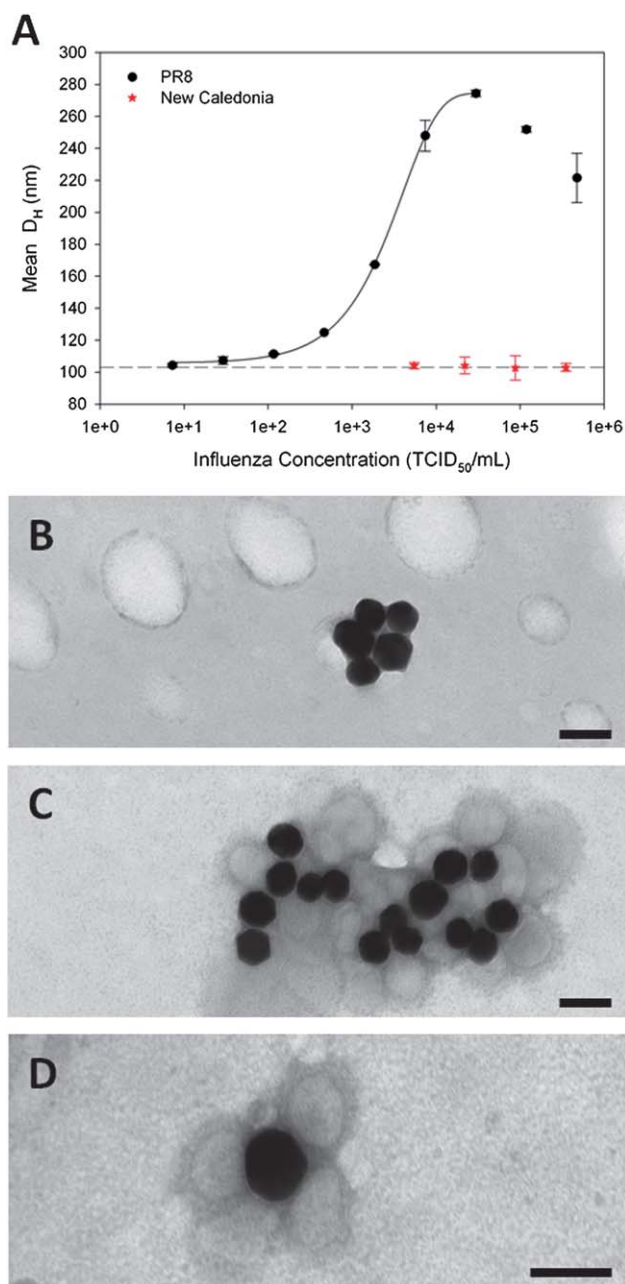 A
300
280
260
240
220
200
180
160
140
120
100
80
Mean D_H (nm)
PR8
New Caledonia
1e+0 1e+1 1e+2 1e+3 1e+4 1e+5 1e+6
Influenza Concentration (TCID₅₀/mL)
B
C
D